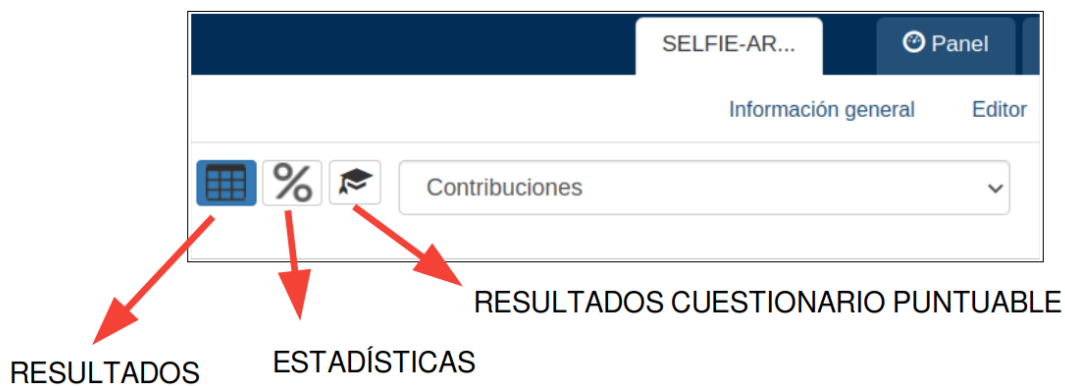 SELFIE-AR...
Panel
Información general
Editor
%
Contribuciones
RESULTADOS CUESTIONARIO PUNTUABLE
ESTADÍSTICAS
RESULTADOS